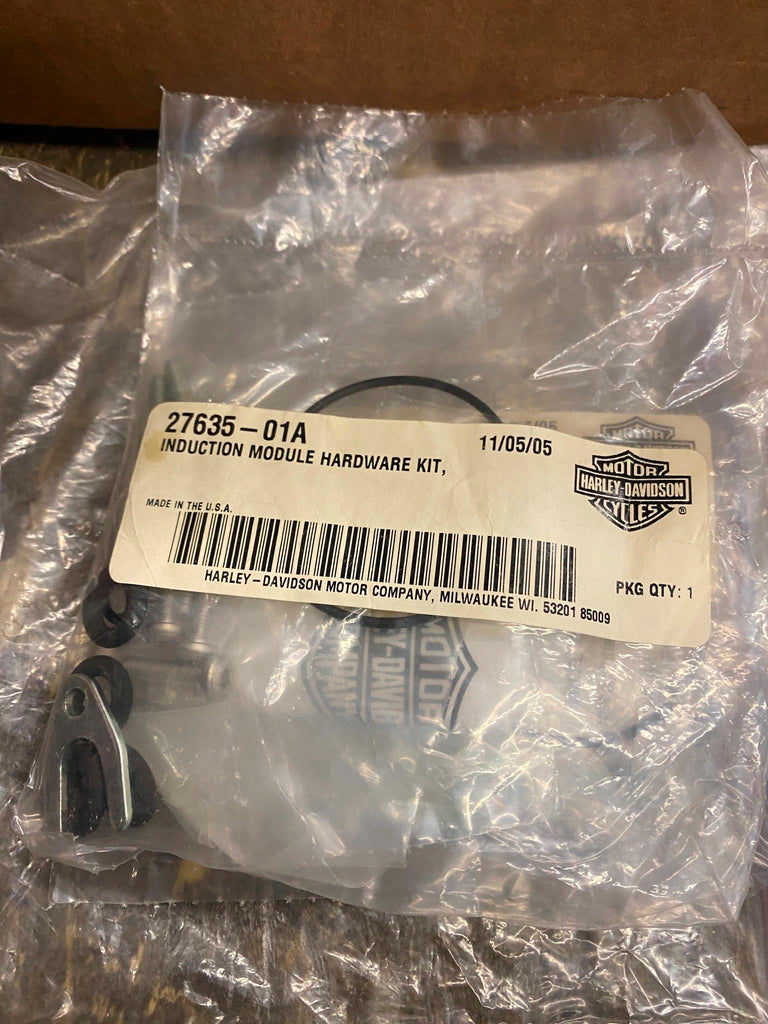 27635-01A
INDUCTION MODULE HARDWARE KIT,
11/05/05
MOTOR
HARLEY-DAVIDSON
CYCLES
®
MADE IN THE U.S.A.
PKG QTY: 1
HARLEY-DAVIDSON MOTOR COMPANY, MILWAUKEE WI. 53201 85009
MOTOR